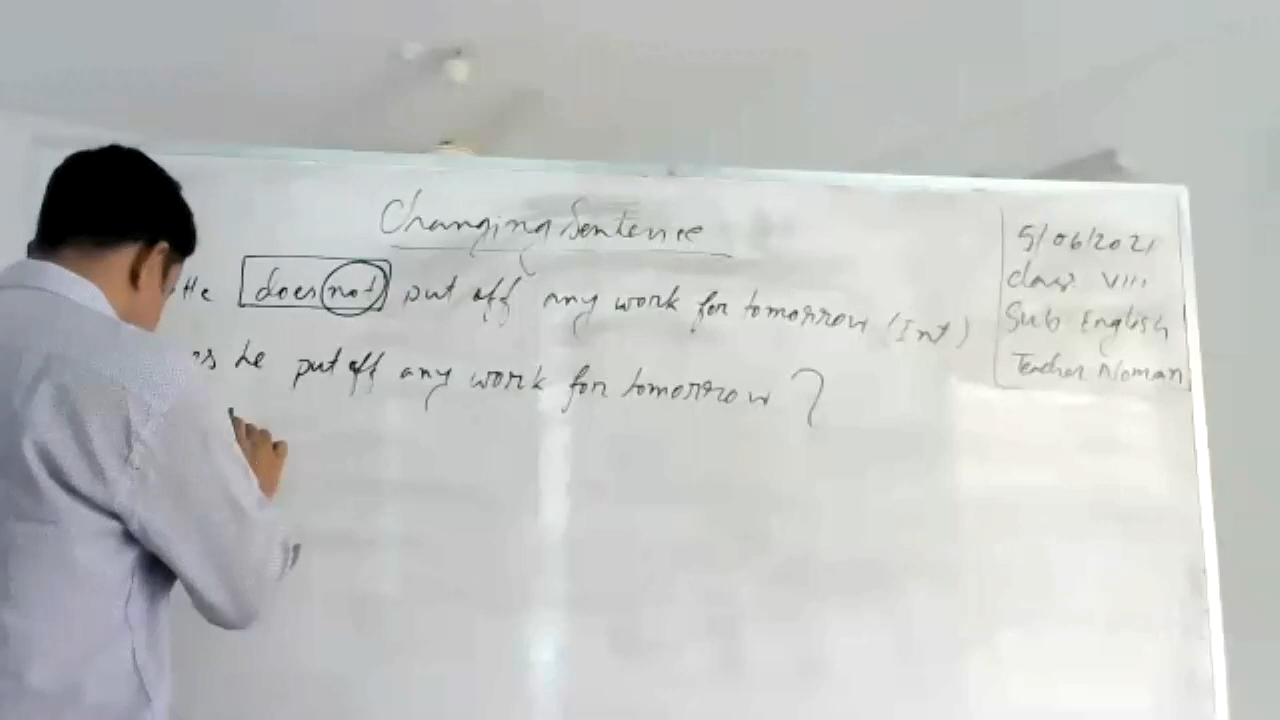 Changing Sentence
He does not put off any work for tomorrow (Int)
he put off any work for tomorrow ?
5/06/2021
class VIII
Sub English
Teacher Noman